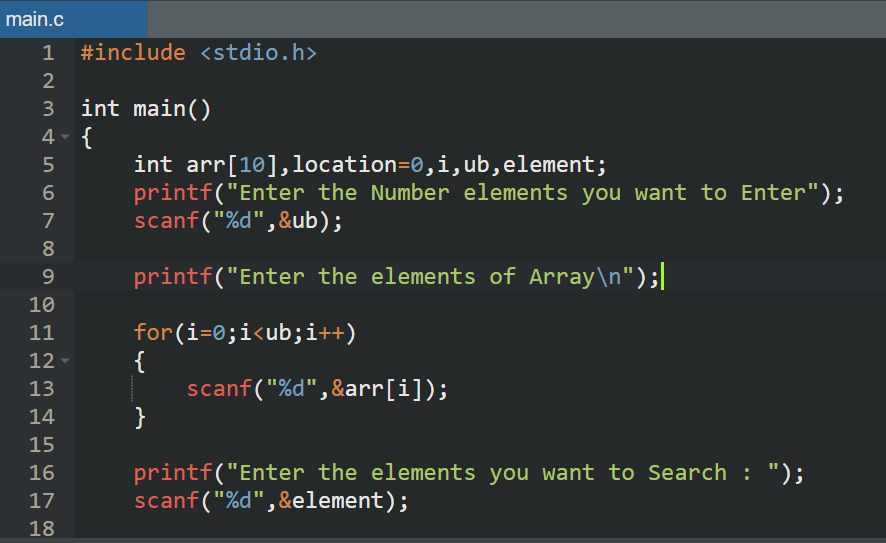 main.c
1 #include <stdio.h>
2
3 int main()
4 {
5     int arr[10],location=0,i,ub,element;
6     printf("Enter the Number elements you want to Enter");
7     scanf("%d",&ub);
8
9     printf("Enter the elements of Array\n");
10
11     for(i=0;i<ub;i++)
12     {
13         scanf("%d",&arr[i]);
14     }
15
16     printf("Enter the elements you want to Search : ");
17     scanf("%d",&element);
18